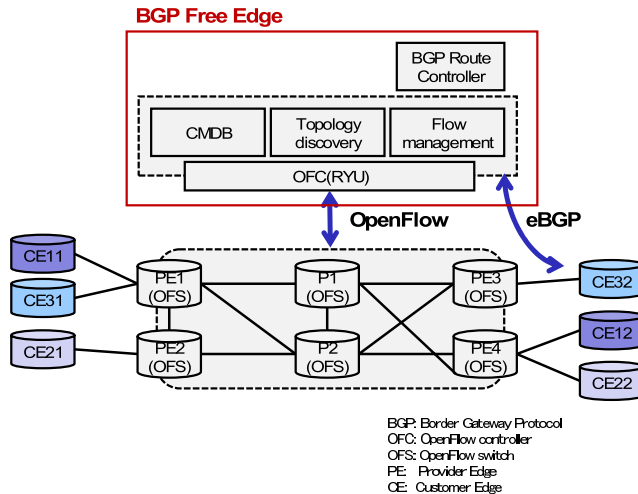 BGP Free Edge
BGP Route
Controller
CMDB
Topology
discovery
Flow
management
OFC(RYU)
OpenFlow
eBGP
CE11
CE31
CE21
PE1
(OFS)
PE2
(OFS)
P1
(OFS)
P2
(OFS)
PE3
(OFS)
PE4
(OFS)
CE32
CE12
CE22
BGP: Border Gateway Protocol
OFC: OpenFlow controller
OFS: OpenFlow switch
PE: Provider Edge
CE: Customer Edge